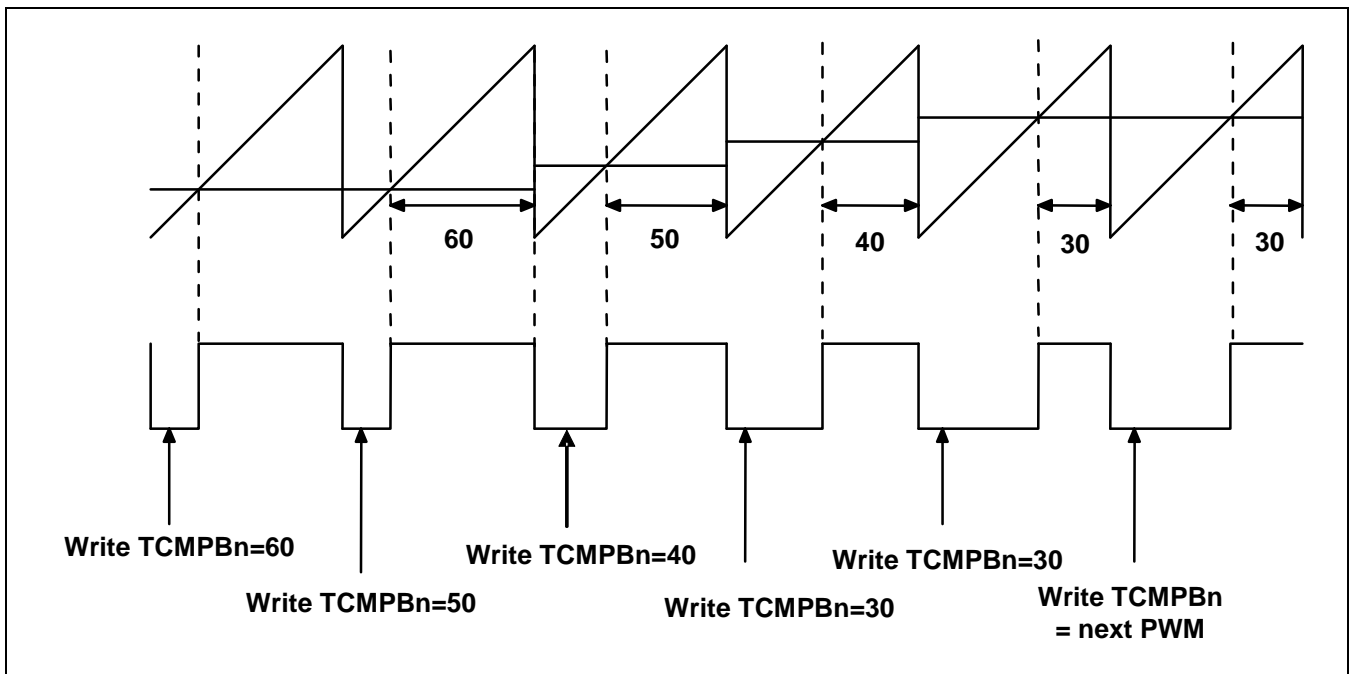 60
50
40
30
30
Write TCMPBn=60
Write TCMPBn=50
Write TCMPBn=40
Write TCMPBn=30
Write TCMPBn=30
Write TCMPBn
= next PWM